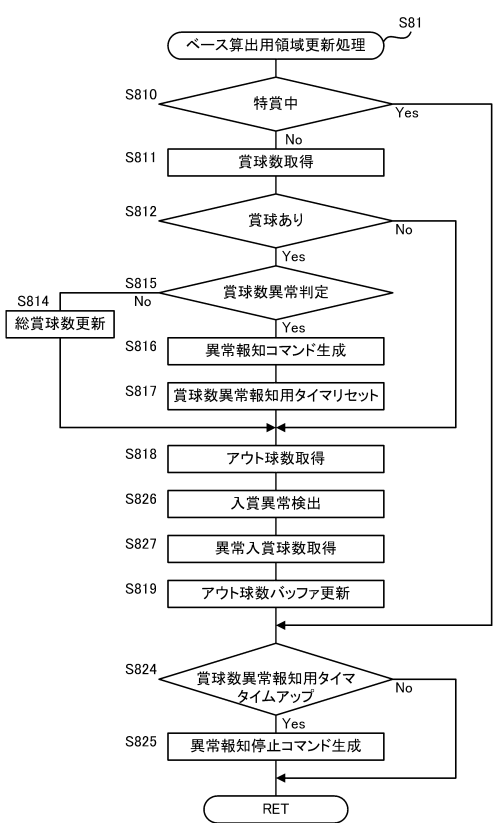 S81
ベース算出用領域更新処理
S810
特賞中
Yes
No
S811
賞球数取得
S812
賞球あり
No
Yes
S815
賞球数異常判定
S814
No
総賞球数更新
Yes
S816
異常報知コマンド生成
S817
賞球数異常報知用タイマリセット
S818
アウト球数取得
S826
入賞異常検出
S827
異常入賞球数取得
S819
アウト球数バッファ更新
S824
賞球数異常報知用タイマ
タイムアップ
No
Yes
S825
異常報知停止コマンド生成
RET